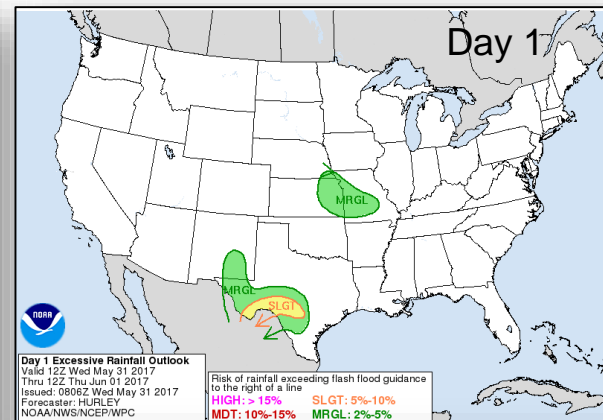 Day 1
MRGL
MRGL
SLGT
NOAA
Day 1 Excessive Rainfall Outlook
Valid 12Z Wed May 31 2017
Thru 12Z Thu Jun 01 2017
Issued: 0806Z Wed May 31 2017
Forecaster: HURLEY
NOAA/NWS/NCEP/WPC
Risk of rainfall exceeding flash flood guidance
to the right of a line
HIGH: > 15% SLGT: 5%-10%
MDT: 10%-15% MRGL: 2%-5%